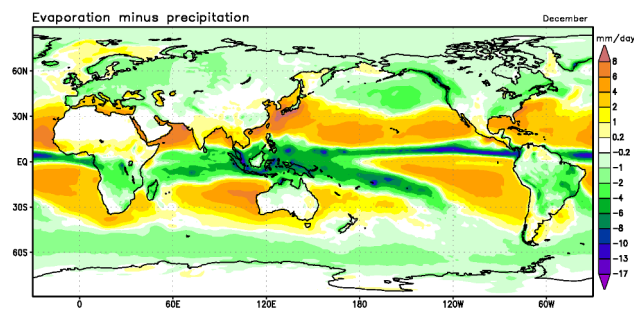 Evaporation minus precipitation
December
mm/day
8
6
4
2
1
0.2
-0.2
-1
-2
-4
-6
-8
-10
-13
-17
60N
30N
EQ
30S
60S
0
60E
120E
180
120W
60W